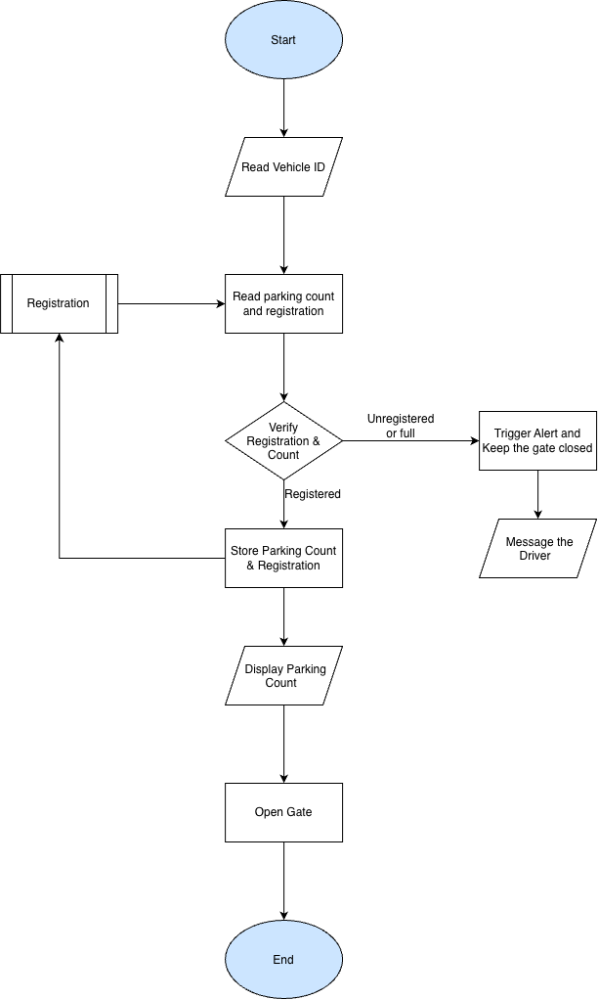 Start
Read Vehicle ID
Registration
Read parking count
and registration
Verify
Registration &
Count
Unregistered
or full
Trigger Alert and
Keep the gate closed
Registered
Message the
Driver
Store Parking Count
& Registration
Display Parking
Count
Open Gate
End